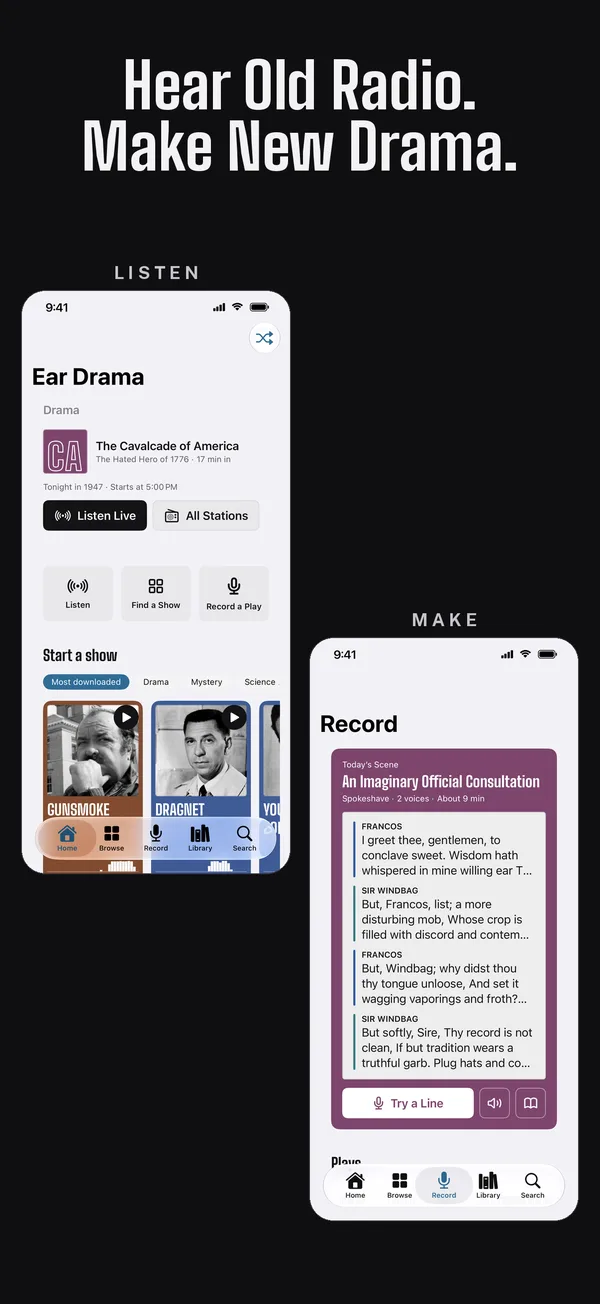 Hear Old Radio.
Make New Drama.
LISTEN
9:41
Ear Drama
Drama
CA
The Cavalcade of America
The Hated Hero of 1776 · 17 min in
Tonight in 1947 · Starts at 5:00 PM
Listen Live
All Stations
Listen
Find a Show
Record a Play
Start a show
Most downloaded
Drama
Mystery
Science
GUNSMOKE
DRAGNET
Home
Browse
Record
Library
Search
MAKE
9:41
Record
Today's Scene
An Imaginary Official Consultation
Spokeshave · 2 voices · About 9 min
FRANCOS
I greet thee, gentlemen, to
conclave sweet. Wisdom hath
whispered in mine willing ear T...
SIR WINDBAG
But, Francos, list; a more
disturbing mob, Whose crop is
filled with discord and contem...
FRANCOS
But, Windbag; why didst thou
thy tongue unloose, And set it
wagging vaporings and froth?...
SIR WINDBAG
But softly, Sire, Thy record is not
clean, If but tradition wears a
truthful garb. Plug hats and co...
Try a Line
Plays
Home
Browse
Record
Library
Search